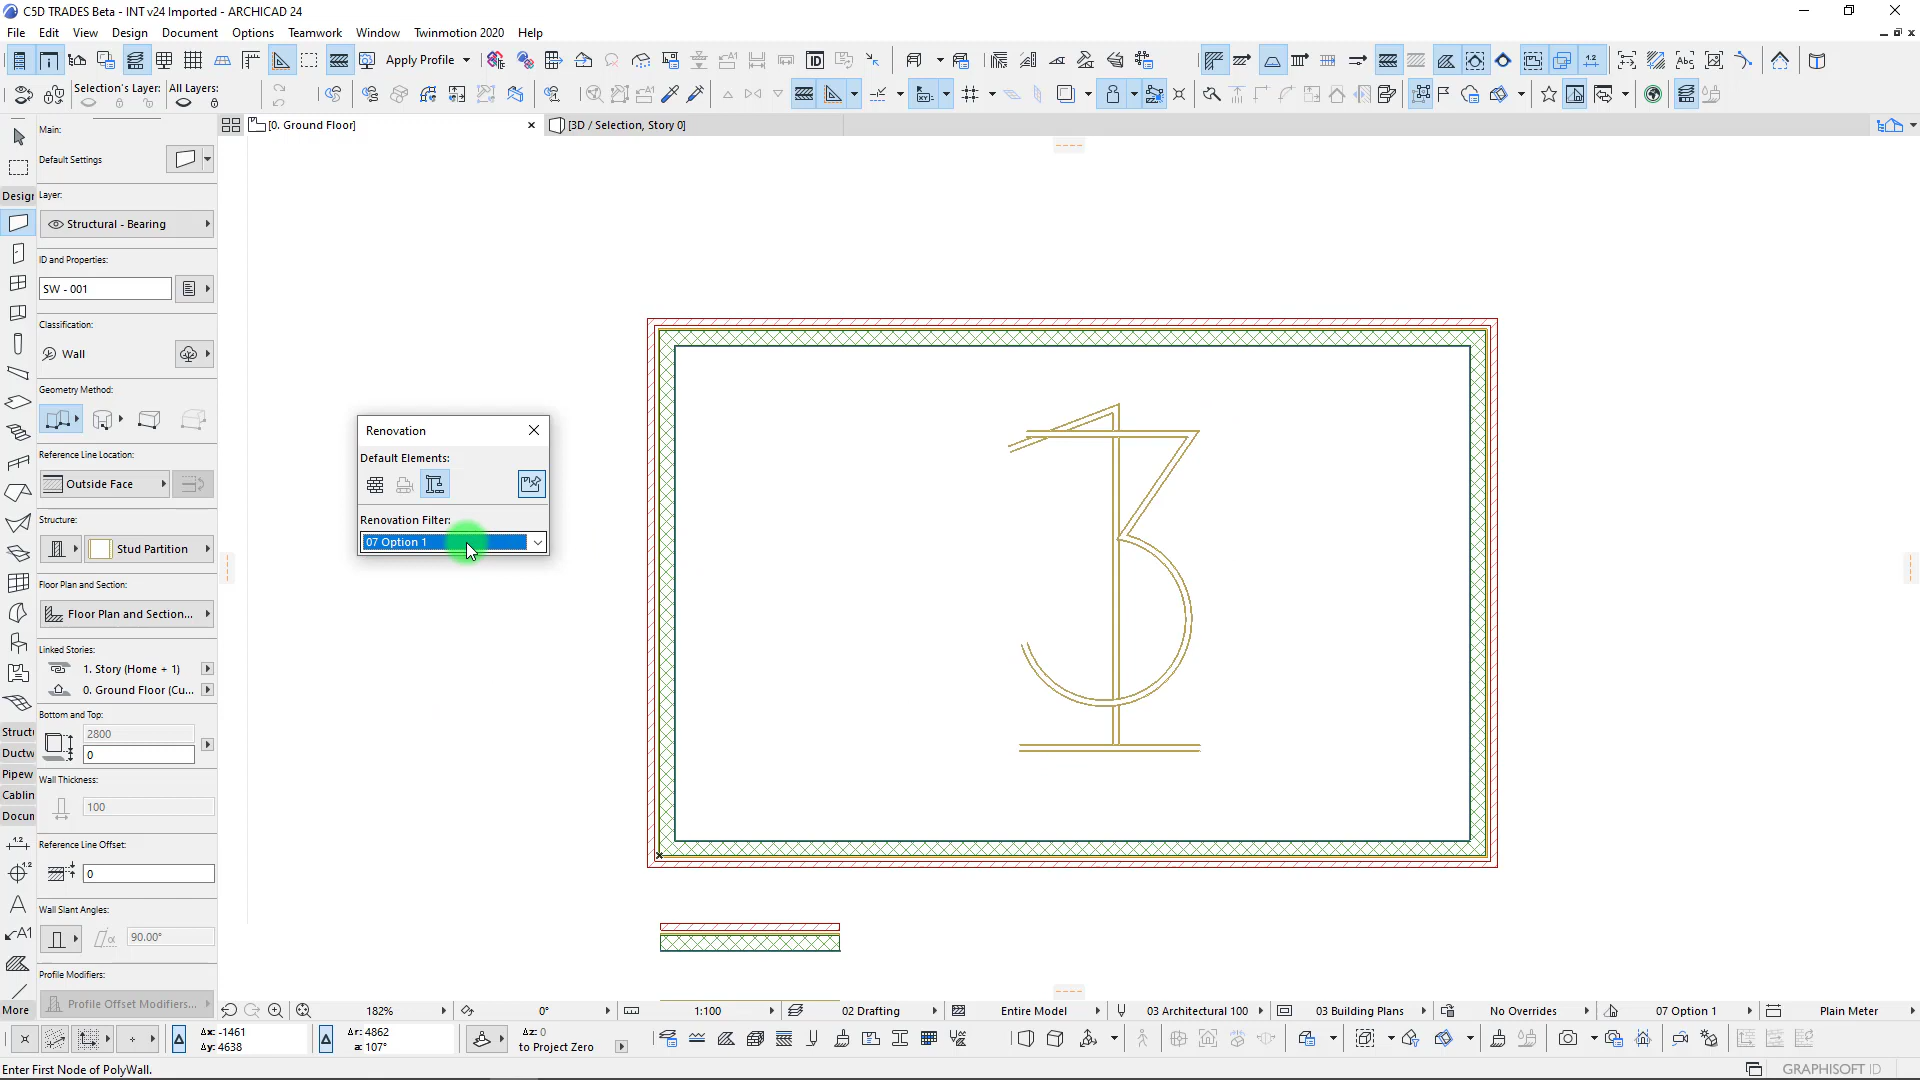 C5D TRADES Beta - INT v24 Imported - ARCHICAD 24
File Edit View Design Document Options Teamwork Window Twinmotion 2020 Help
Apply Profile
Selection's Layer: All Layers:
Main:
[0. Ground Floor]
[3D / Selection, Story 0]
Default Settings
Design
Layer:
Structural - Bearing
ID and Properties:
SW - 001
Classification:
Wall
Geometry Method:
Reference Line Location:
Outside Face
Structure:
Stud Partition
Floor Plan and Section:
Floor Plan and Section...
Linked Stories:
1. Story (Home + 1)
0. Ground Floor (Cu...
Bottom and Top:
2800
0
Wall Thickness:
100
Reference Line Offset:
0
Wall Slant Angles:
90.00°
Profile Modifiers:
Profile Offset Modifiers...
Struct
Ductw
Pipew
Cablin
Docum
More
Renovation
Default Elements:
Renovation Filter:
07 Option 1
182% 0° 1:100 02 Drafting Entire Model 03 Architectural 100 03 Building Plans No Overrides 07 Option 1 Plain Meter
Δx: -1461
Δy: 4638
Δr: 4862
a: 107°
Δz: 0
to Project Zero
Enter First Node of PolyWall.
GRAPHISOFT ID